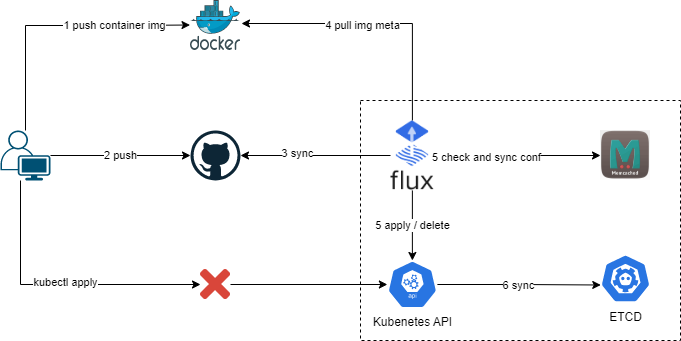 1 push container img
4 pull img meta
docker
2 push
3 sync
5 check and sync conf
Memcached
flux
5 apply / delete
kubectl apply
api
6 sync
Kubenetes API
ETCD